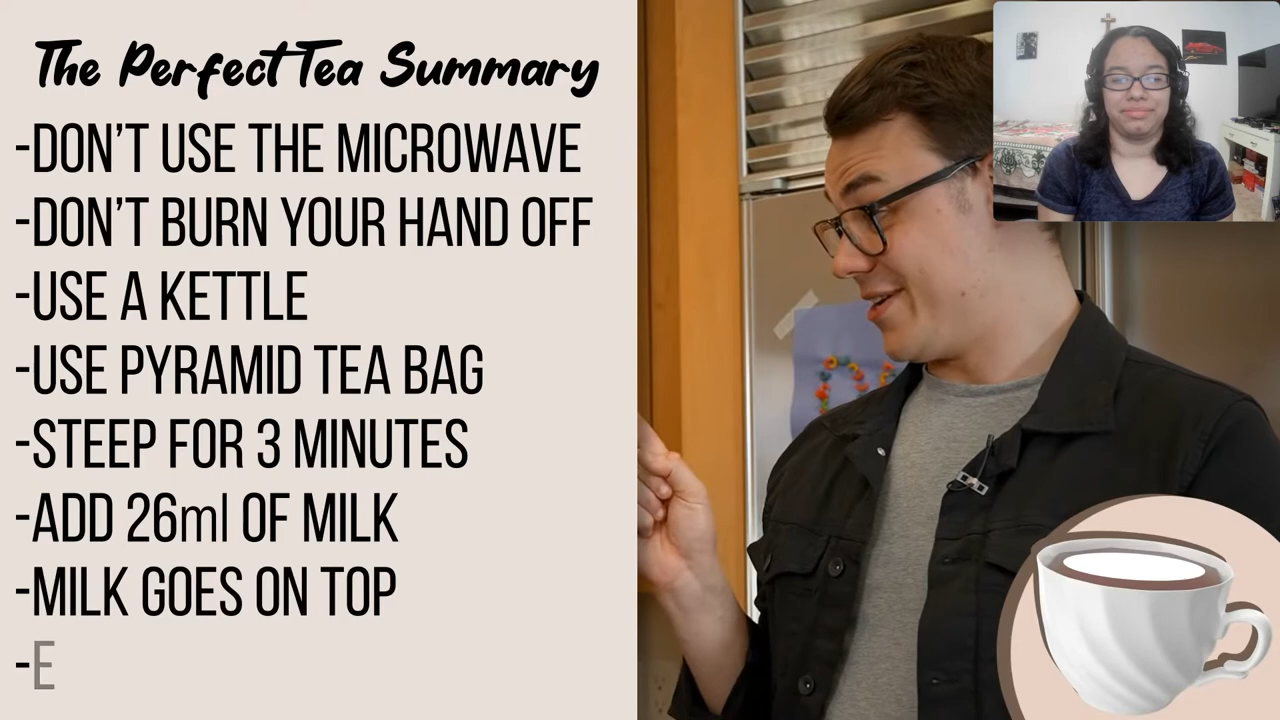 The Perfect Tea Summary
-DON'T USE THE MICROWAVE
-DON'T BURN YOUR HAND OFF
-USE A KETTLE
-USE PYRAMID TEA BAG
-STEEP FOR 3 MINUTES
-ADD 26ml OF MILK
-MILK GOES ON TOP
-E